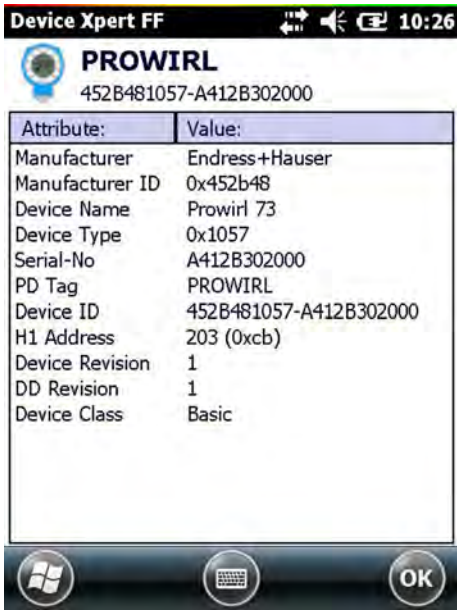 Device Xpert FF 10:26
PROWIRL
452B481057-A412B302000
Attribute: Value:
Manufacturer Endress+Hauser
Manufacturer ID 0x452b48
Device Name Prowirl 73
Device Type 0x1057
Serial-No A412B302000
PD Tag PROWIRL
Device ID 452B481057-A412B302000
H1 Address 203 (0xcb)
Device Revision 1
DD Revision 1
Device Class Basic
OK